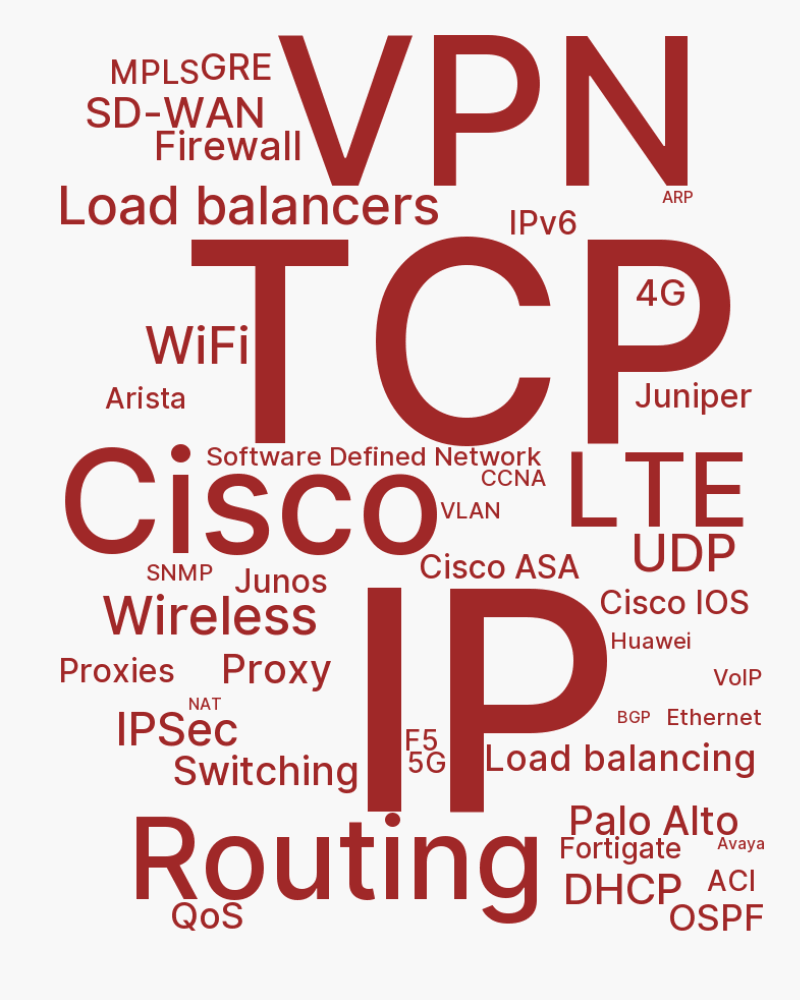 VPN
MPLS
GRE
SD-WAN
Firewall
Load balancers
ARP
IPv6
TCP
4G
WiFi
Arista
Juniper
Cisco
Software Defined Network
LTE
CCNA
VLAN
UDP
Cisco ASA
SNMP
Junos
IP
Wireless
Cisco IOS
Huawei
Proxies
Proxy
VoIP
NAT
BGP
Ethernet
IPSec
F5
5G
Load balancing
Switching
Routing
Palo Alto
Fortigate
Avaya
DHCP
ACI
QoS
OSPF